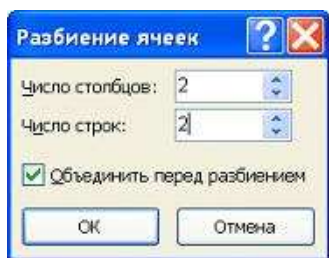 Разбиение ячеек
Число столбцов: 2
Число строк: 2
Объединить перед разбиением
ОК Отмена